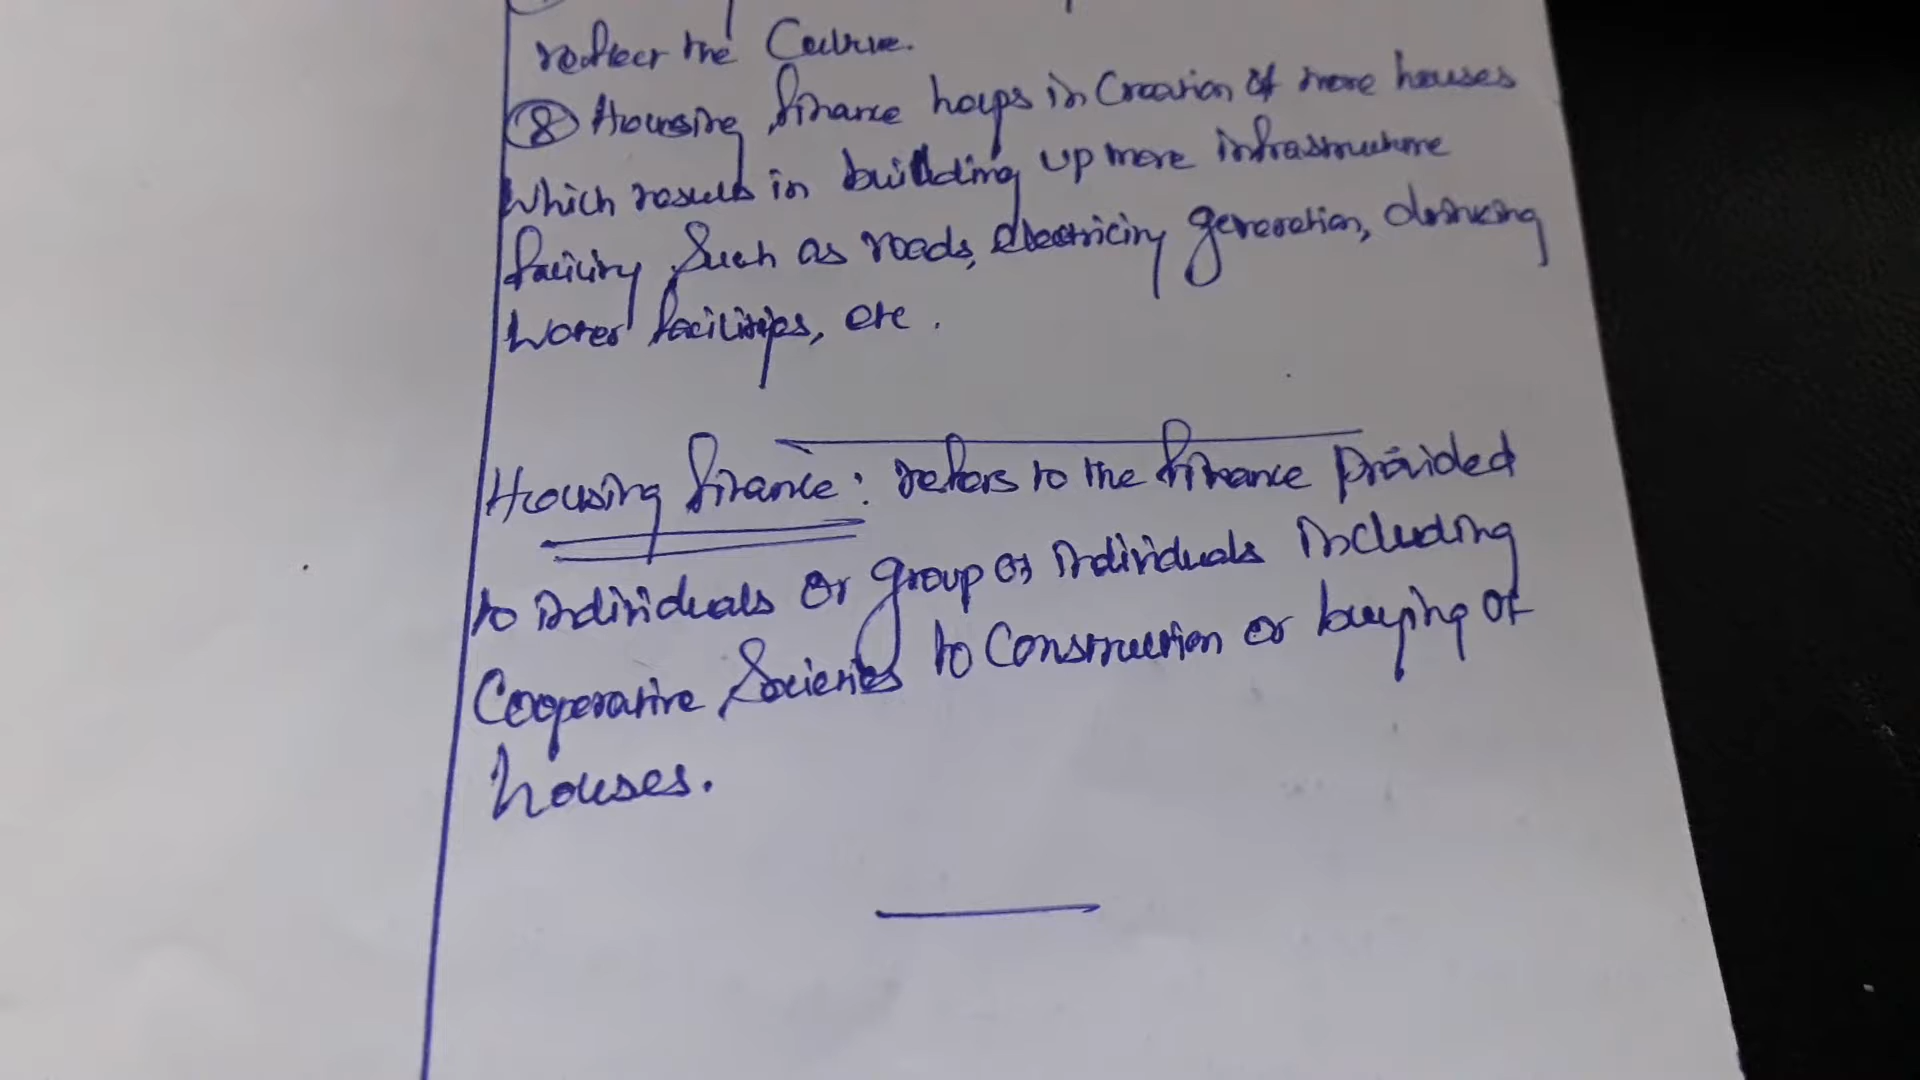 reflect the Culture.
⑧ Housing finance helps in Creation of more houses
Which results in building up more infrastructure
facility Such as roads, electricity generation, drinking
Water facilities, etc.
Housing finance: refers to the finance provided
to individuals or group of individuals including
Cooperative Societies to Construction or buying of
houses.